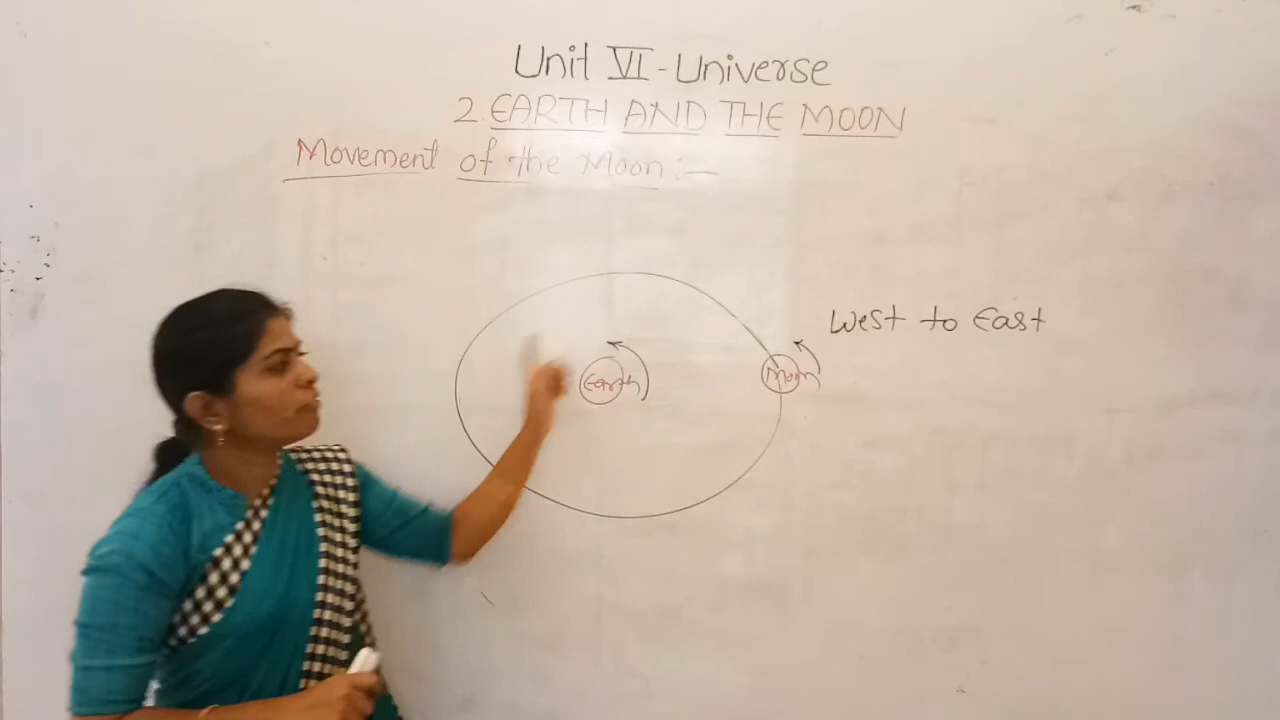 Unit VI - Universe
2. EARTH AND THE MOON
Movement of the Moon :-
West to East
Earth
Moon